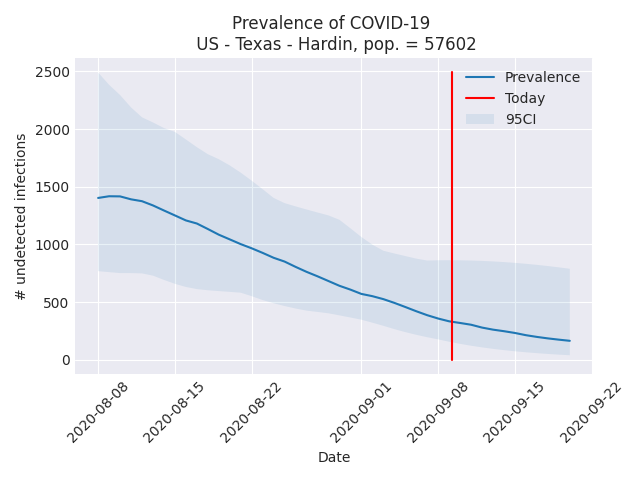 Prevalence of COVID-19
US - Texas - Hardin, pop. = 57602
2500
2000
1500
1000
500
0
# undetected infections
Prevalence
Today
95CI
2020-08-08
2020-08-15
2020-08-22
2020-09-01
2020-09-08
2020-09-15
2020-09-22
Date